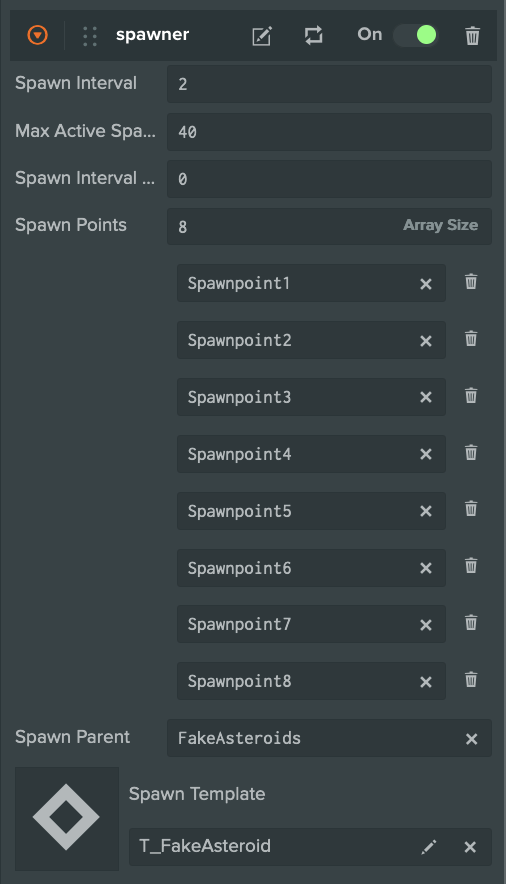 spawner On
Spawn Interval 2
Max Active Spa... 40
Spawn Interval ... 0
Spawn Points 8 Array Size
Spawnpoint1
Spawnpoint2
Spawnpoint3
Spawnpoint4
Spawnpoint5
Spawnpoint6
Spawnpoint7
Spawnpoint8
Spawn Parent FakeAsteroids
Spawn Template
T_FakeAsteroid